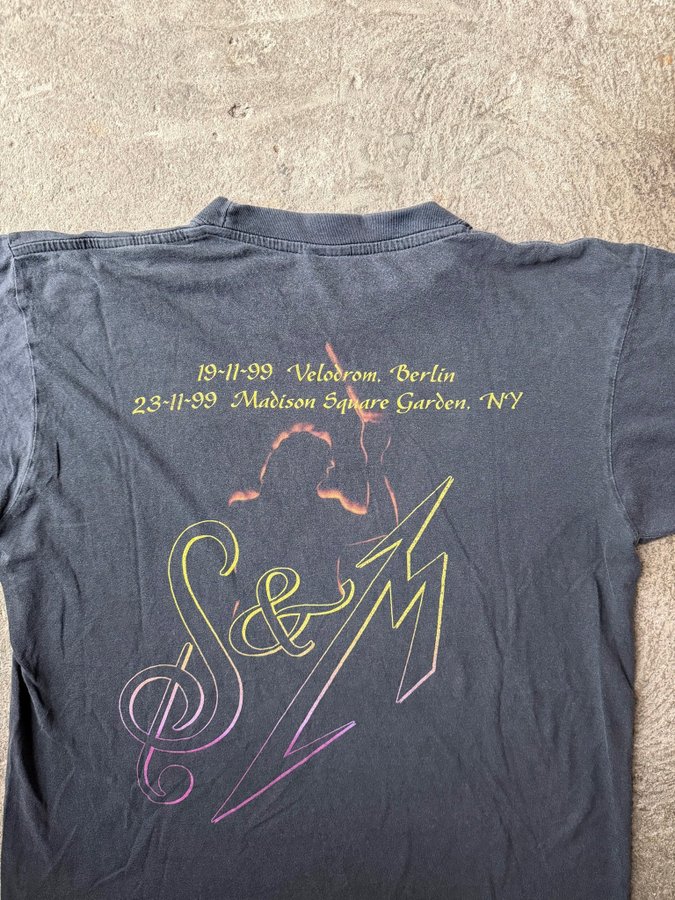 19-11-99 Velodrom, Berlin
23-11-99 Madison Square Garden, NY
S&M